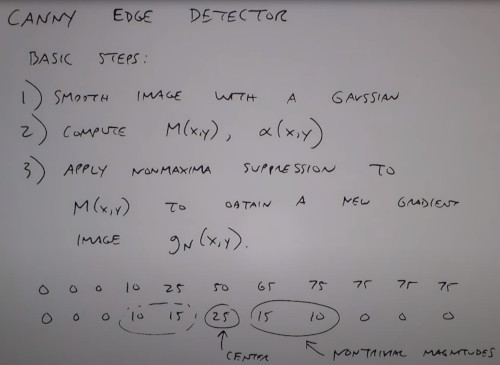 CANNY EDGE DETECTOR
BASIC STEPS:
1) SMOOTH IMAGE WITH A GAUSSIAN
2) COMPUTE M(x,y), α(x,y)
3) APPLY NONMAXIMA SUPPRESSION TO
M(x,y) TO OBTAIN A NEW GRADIENT
IMAGE gN(x,y).
0 0 0 10 25 50 65 75 75 75 75
0 0 0 10 15 25 15 10 0 0 0
CENTER NONTRIVIAL MAGNITUDES